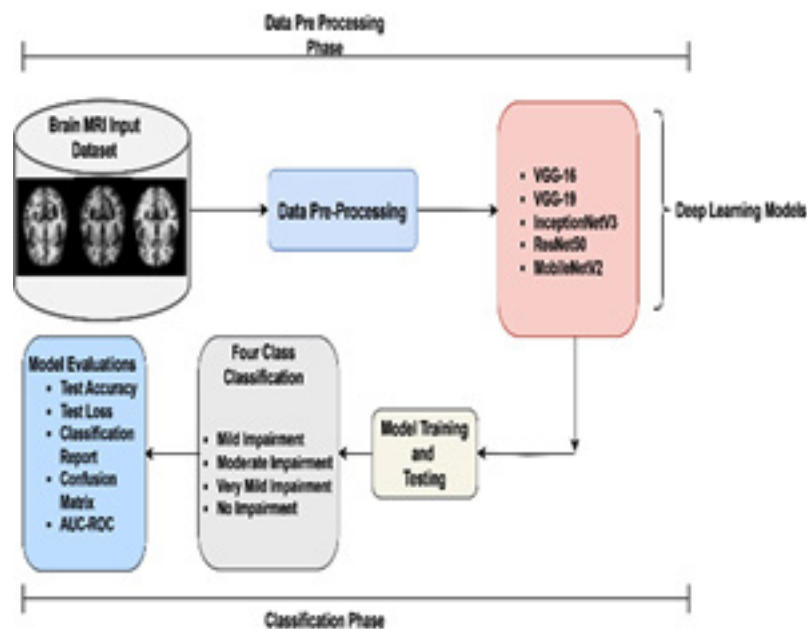 Data Pre Processing
Phase
Brain MRI Input
Dataset
Data Pre-Processing
• VGG-16
• VGG-19
• InceptionNetV3
• ResNet50
• MobileNetV2
Deep Learning Models
Model Evaluations
• Test Accuracy
• Test Loss
• Classification
Report
• Confusion
Matrix
• AUC-ROC
Four Class
Classification
• Mild Impairment
• Moderate Impairment
• Very Mild Impairment
• No Impairment
Model Training
and
Testing
Classification Phase